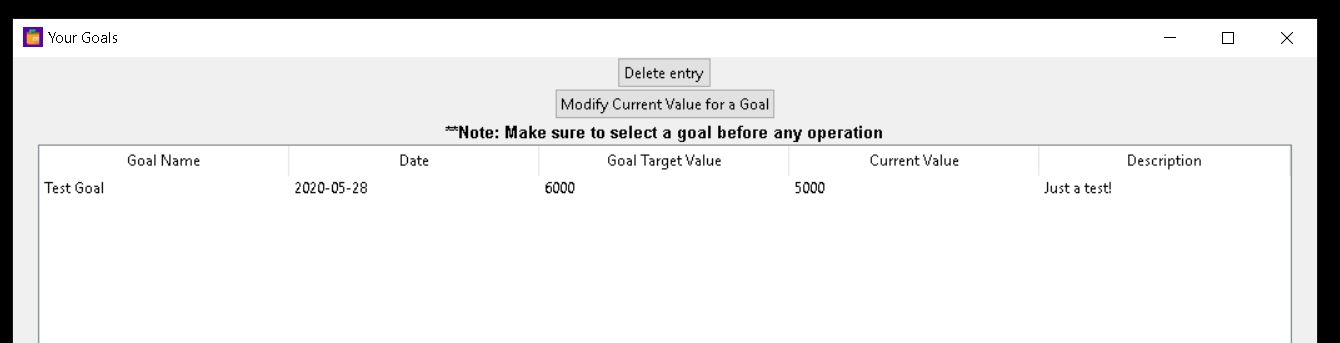 Your Goals
Delete entry
Modify Current Value for a Goal
**Note: Make sure to select a goal before any operation
Goal Name Date Goal Target Value Current Value Description
Test Goal 2020-05-28 6000 5000 Just a test!